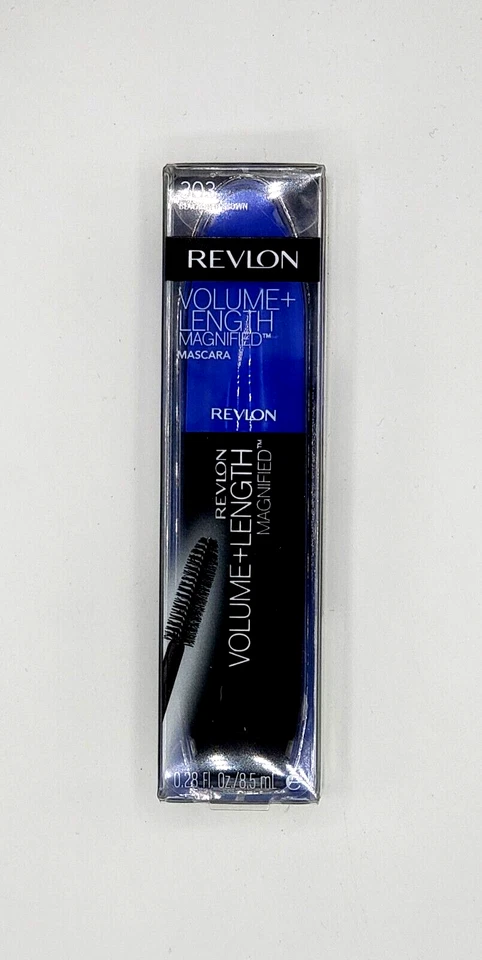 303
REVLON
VOLUME+
LENGTH
MAGNIFIED™
MASCARA
REVLON
REVLON
VOLUME+LENGTH
MAGNIFIED™
0.28 Fl. Oz/8.5 mL e